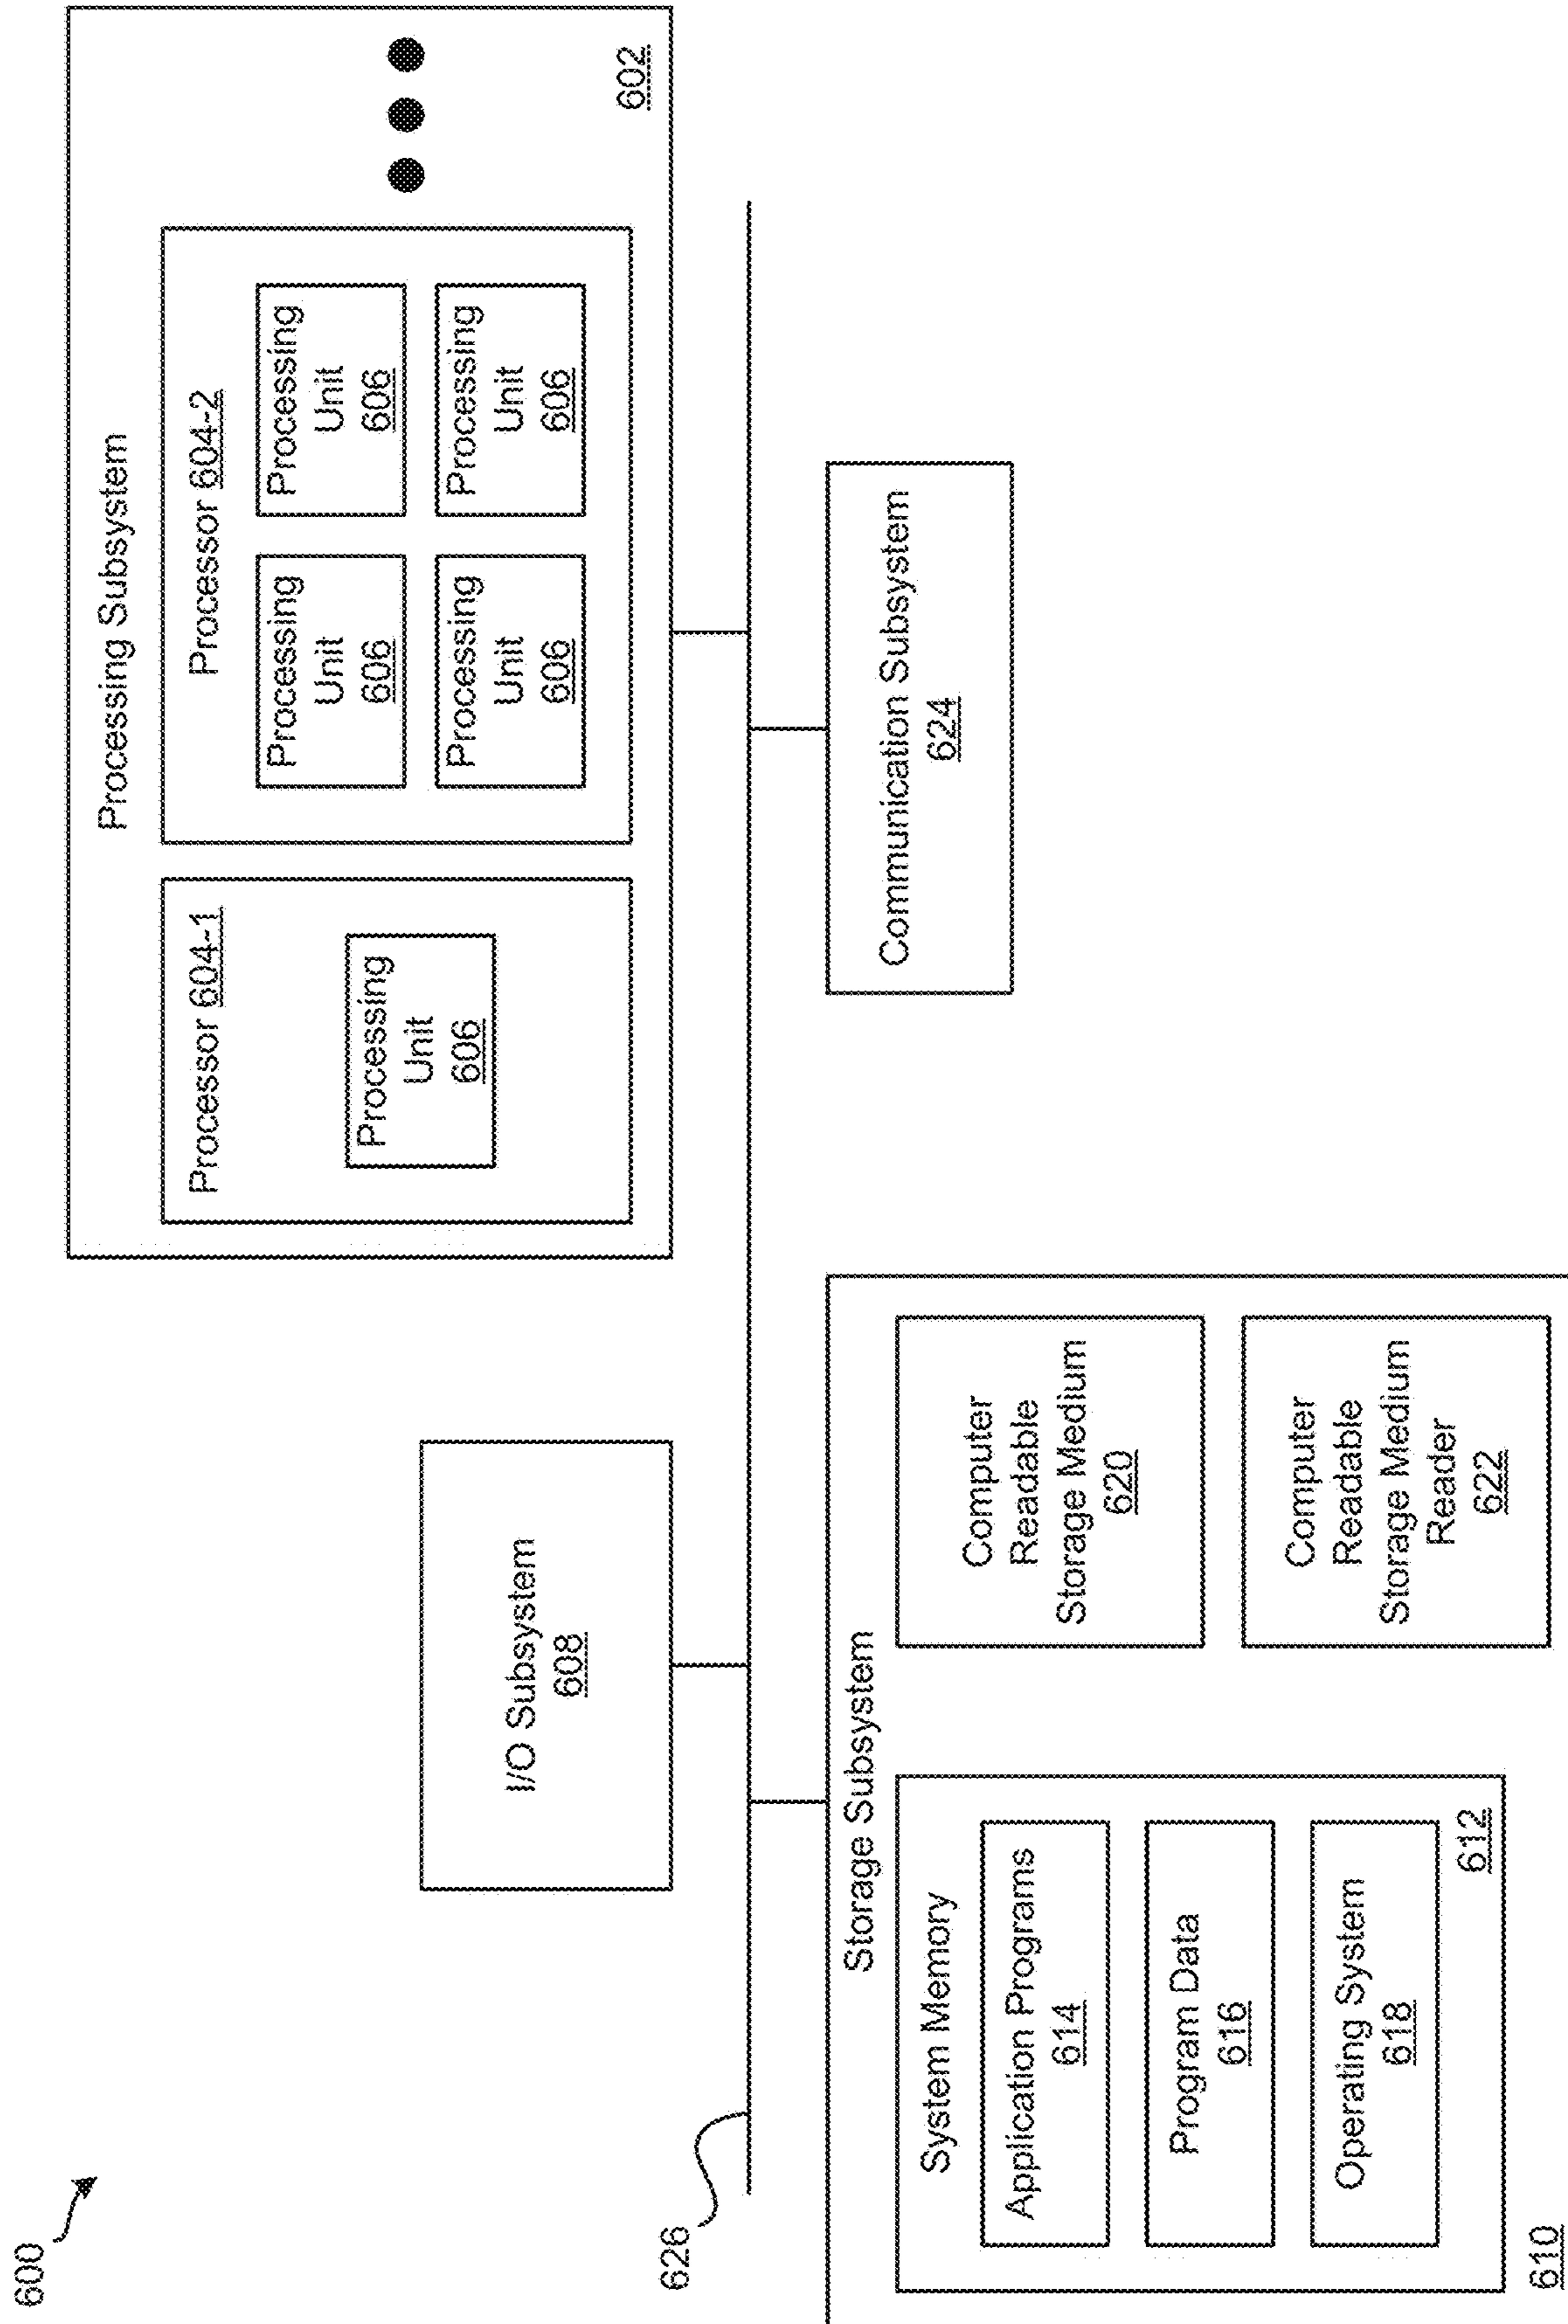 600
I/O Subsystem
608
Processing Subsystem
Processor 604-1
Processing
Unit
606
Processor 604-2
Processing
Unit
606
Processing
Unit
606
Processing
Unit
606
Processing
Unit
606
602
626
Storage Subsystem
System Memory
Application Programs
614
Program Data
616
Operating System
618
612
Computer
Readable
Storage Medium
620
Computer
Readable
Storage Medium
Reader
622
610
Communication Subsystem
624